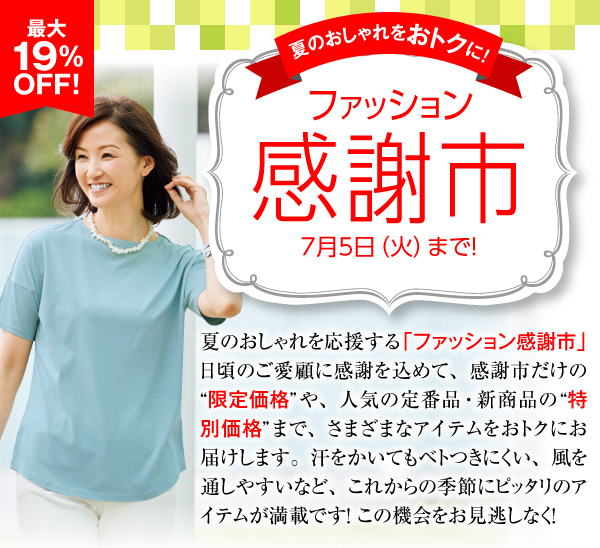 最大
19%
OFF!
夏のおしゃれをおトクに!
ファッション
感謝市
7月5日（火）まで!
夏のおしゃれを応援する「ファッション感謝市」
日頃のご愛顧に感謝を込めて、感謝市だけの
“限定価格”や、人気の定番品・新商品の“特
別価格”まで、さまざまなアイテムをおトクにお
届けします。汗をかいてもベトつきにくい、風を
通しやすいなど、これからの季節にピッタリのア
イテムが満載です!この機会をお見逃しなく!